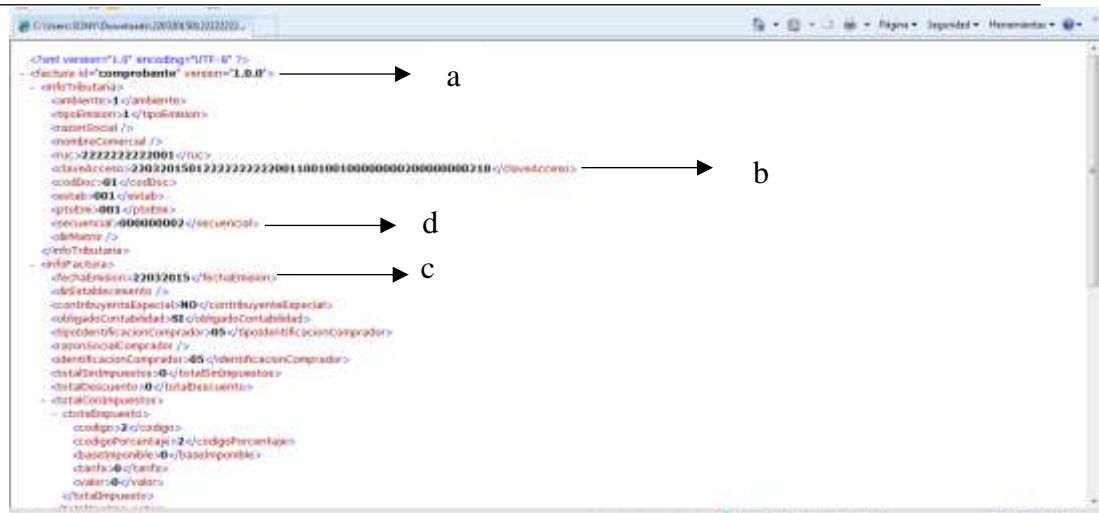 C:\Users\SONY\Downloads\220320150122222222...
Página Seguridad Herramientas
<?xml version="1.0" encoding="UTF-8" ?>
- <factura id="comprobante" version="1.0.0"> a
- <infoTributaria>
<ambiente>1</ambiente>
<tipoEmision>1</tipoEmision>
<razonSocial />
<nombreComercial />
<ruc>2222222222001</ruc>
b
<codDoc>01</codDoc>
<estab>001</estab>
<ptoEmi>001</ptoEmi>
<secuencial>000000002</secuencial> d
<dirMatriz />
</infoTributaria>
- <infoFactura>
<fechaEmision>22032015</fechaEmision> c
<dirEstablecimiento />
<contribuyenteEspecial>NO</contribuyenteEspecial>
<obligadoContabilidad>SI</obligadoContabilidad>
<tipoIdentificacionComprador>05</tipoIdentificacionComprador>
<razonSocialComprador />
<identificacionComprador>05</identificacionComprador>
<totalSinImpuestos>0</totalSinImpuestos>
<totalDescuento>0</totalDescuento>
- <totalConImpuestos>
- <totalImpuesto>
<codigo>2</codigo>
<codigoPorcentaje>2</codigoPorcentaje>
<baseImponible>0</baseImponible>
<tarifa>0</tarifa>
<valor>0</valor>
</totalImpuesto>